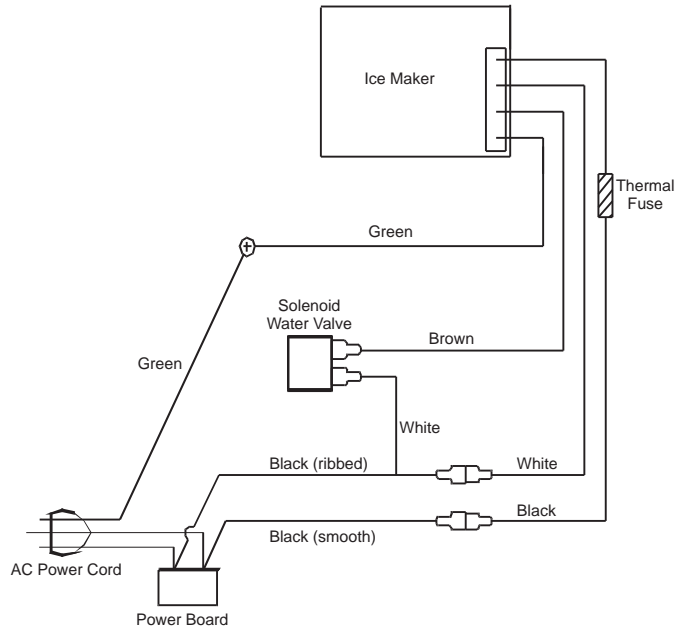 Ice Maker
Thermal
Fuse
Green
Solenoid
Water Valve
Brown
Green
White
Black (ribbed)
White
Black
Black (smooth)
AC Power Cord
Power Board